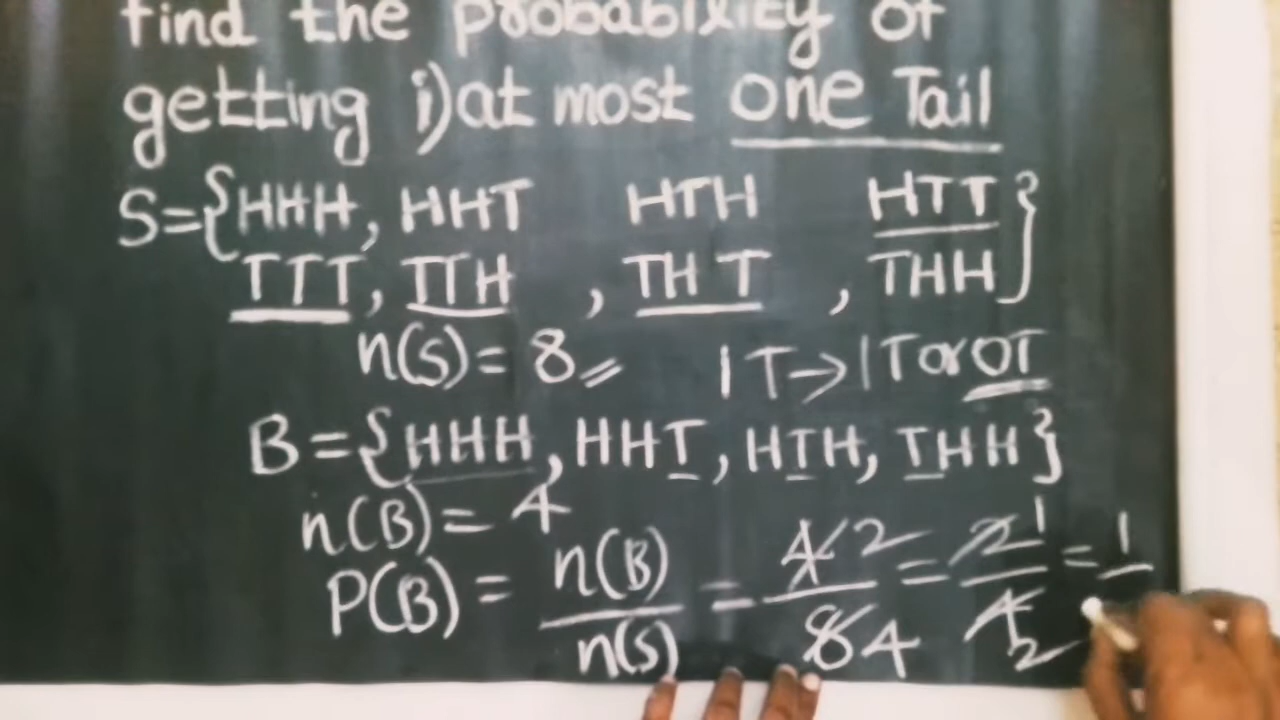 find the probability of
getting i) at most one Tail
S={HHH, HHT HTH HTT
TTT, TTH , THT , THH}
n(S) = 8 1T→1T or 0T
B={HHH, HHT, HTH, THH}
n(B) = 4
P(B) = n(B)/n(S) = 4 2/8 4 = 2 1/4 2 = 1/